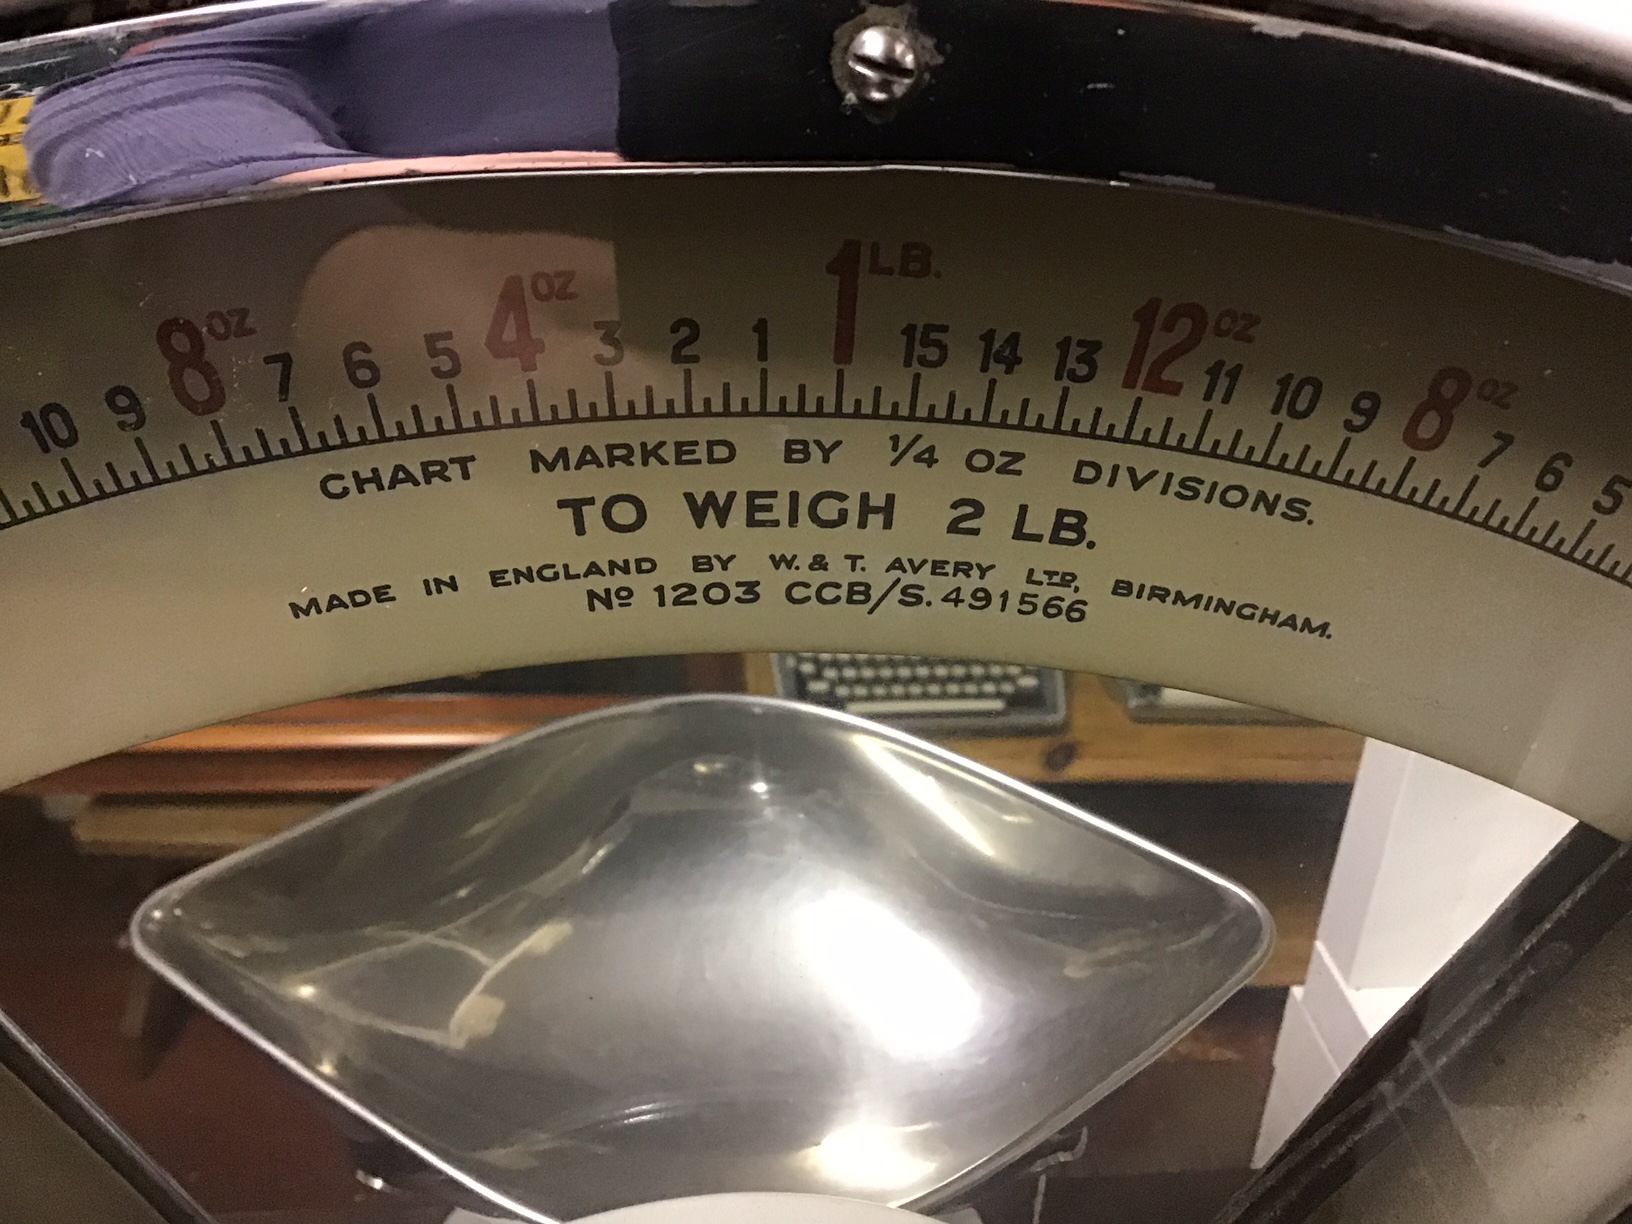 10 9 8 OZ 7 6 5 4 OZ 3 2 1 1 LB. 15 14 13 12 OZ 11 10 9 8 OZ 7 6 5
CHART MARKED BY 1/4 OZ DIVISIONS.
TO WEIGH 2 LB.
MADE IN ENGLAND BY W. & T. AVERY LTD, BIRMINGHAM.
Nº 1203 CCB/S. 491566